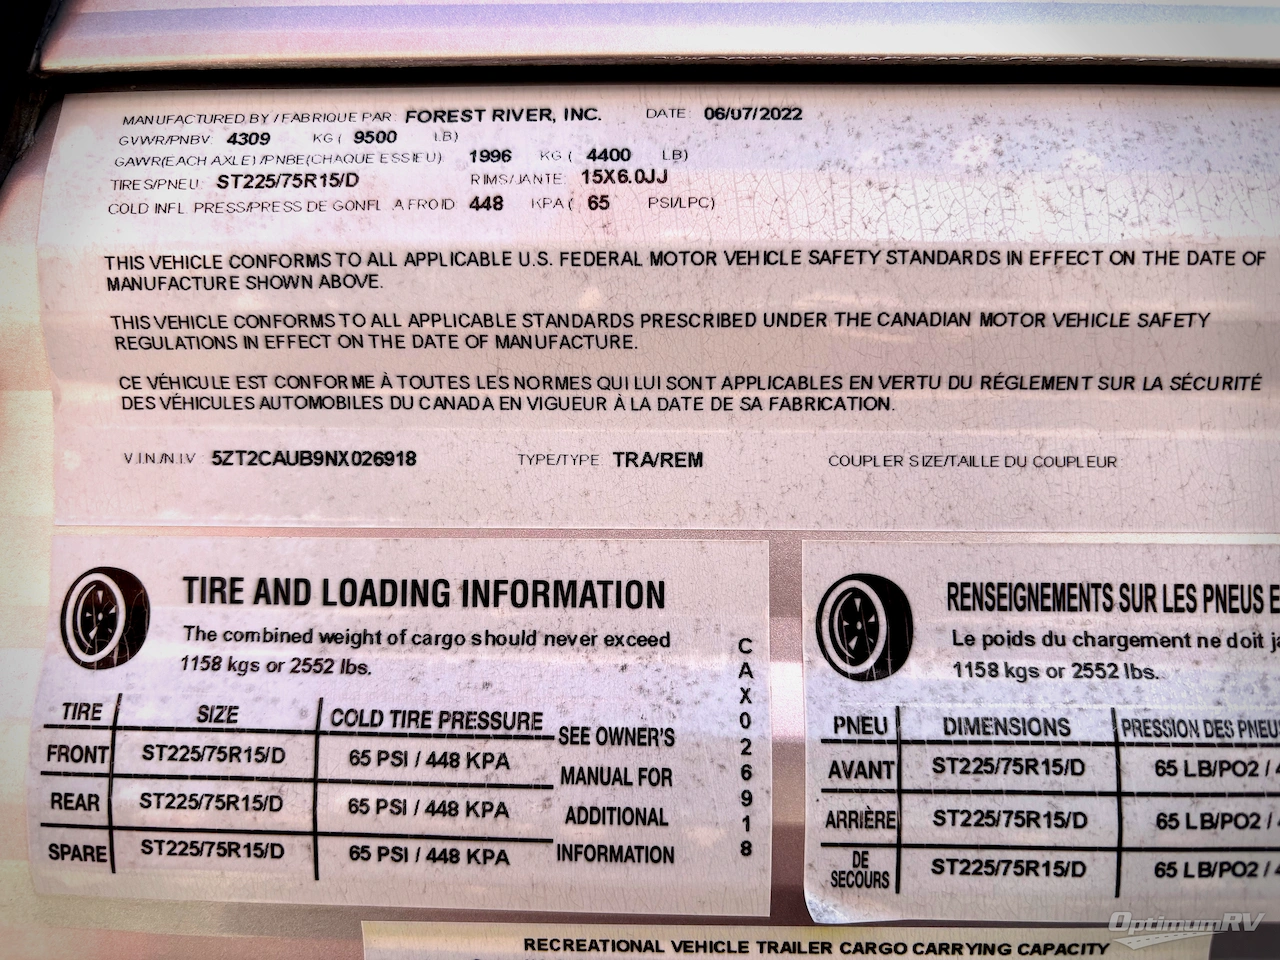 MANUFACTURED BY / FABRIQUE PAR FOREST RIVER, INC. DATE 06/07/2022
GVWR/PNBV 4309 KG ( 9500 LB)
GAWR(EACH AXLE) /PNBE(CHAQUE ESSIEU) 1996 KG ( 4400 LB)
TIRES/PNEU ST225/75R15/D RIMS/JANTE 15X6.0JJ
COLD INFL PRESS/PRESS DE GONFL A FROID 448 KPA ( 65 PSI/LPC)
THIS VEHICLE CONFORMS TO ALL APPLICABLE U.S. FEDERAL MOTOR VEHICLE SAFETY STANDARDS IN EFFECT ON THE DATE OF
MANUFACTURE SHOWN ABOVE.
THIS VEHICLE CONFORMS TO ALL APPLICABLE STANDARDS PRESCRIBED UNDER THE CANADIAN MOTOR VEHICLE SAFETY
REGULATIONS IN EFFECT ON THE DATE OF MANUFACTURE.
CE VÉHICULE EST CONFORME À TOUTES LES NORMES QUI LUI SONT APPLICABLES EN VERTU DU RÉGLEMENT SUR LA SÉCURITÉ
DES VÉHICULES AUTOMOBILES DU CANADA EN VIGUEUR À LA DATE DE SA FABRICATION.
V.I.N./N.I.V 5ZT2CAUB9NX026918 TYPE/TYPE TRA/REM COUPLER SIZE/TAILLE DU COUPLEUR
TIRE AND LOADING INFORMATION
The combined weight of cargo should never exceed
1158 kgs or 2552 lbs.
TIRE SIZE COLD TIRE PRESSURE
FRONT ST225/75R15/D 65 PSI / 448 KPA
REAR ST225/75R15/D 65 PSI / 448 KPA
SPARE ST225/75R15/D 65 PSI / 448 KPA
SEE OWNER'S
MANUAL FOR
ADDITIONAL
INFORMATION
CAX026918
RENSEIGNEMENTS SUR LES PNEUS E
Le poids du chargement ne doit ja
1158 kgs or 2552 lbs.
PNEU DIMENSIONS PRESSION DES PNEU
AVANT ST225/75R15/D 65 LB/PO2 / 4
ARRIÈRE ST225/75R15/D 65 LB/PO2 / 4
DE
SECOURS ST225/75R15/D 65 LB/PO2 / 4
RECREATIONAL VEHICLE TRAILER CARGO CARRYING CAPACITY
OptimumRV